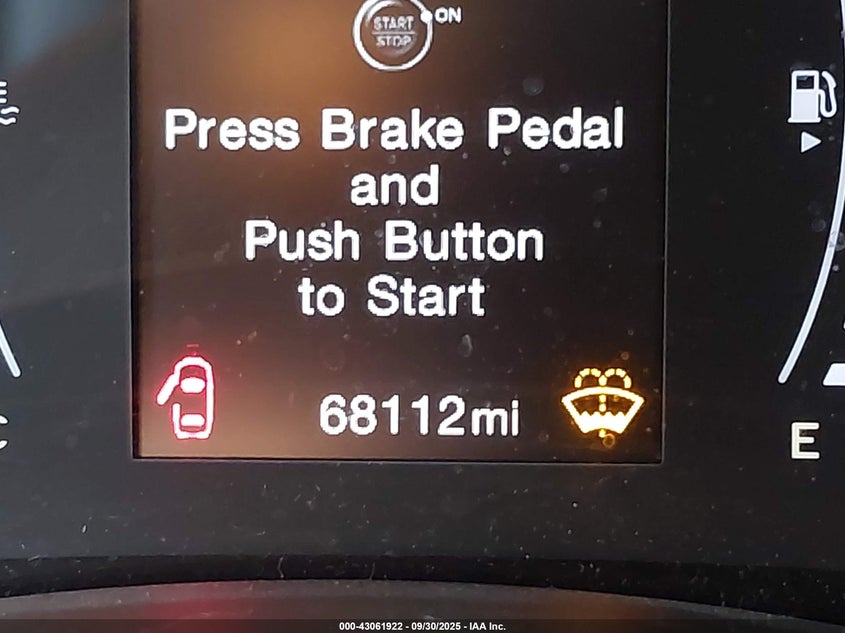 START
STOP
ON
Press Brake Pedal
and
Push Button
to Start
68112mi
E
000-43061922 - 09/30/2025 - IAA Inc.